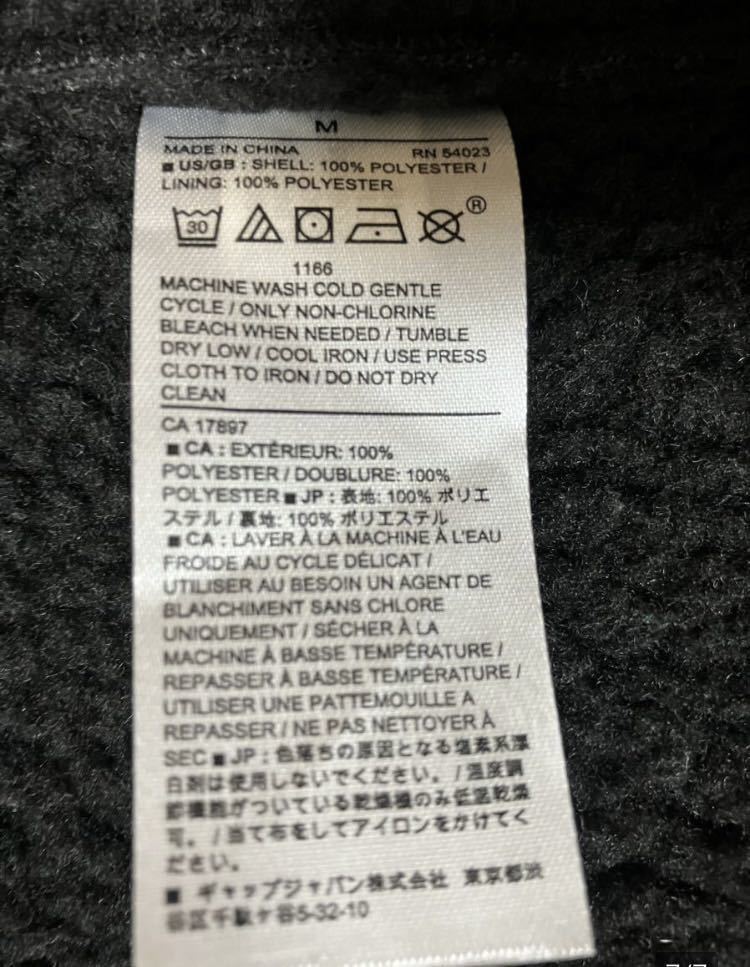 M
MADE IN CHINA RN 54023
■ US/GB : SHELL: 100% POLYESTER /
LINING: 100% POLYESTER
30 ®
1166
MACHINE WASH COLD GENTLE
CYCLE / ONLY NON-CHLORINE
BLEACH WHEN NEEDED / TUMBLE
DRY LOW / COOL IRON / USE PRESS
CLOTH TO IRON / DO NOT DRY
CLEAN
CA 17897
■ CA : EXTÉRIEUR: 100%
POLYESTER / DOUBLURE: 100%
POLYESTER ■ JP : 表地: 100% ポリエ
ステル / 裏地: 100% ポリエステル
■ CA : LAVER À LA MACHINE À L'EAU
FROIDE AU CYCLE DÉLICAT /
UTILISER AU BESOIN UN AGENT DE
BLANCHIMENT SANS CHLORE
UNIQUEMENT / SÉCHER À LA
MACHINE À BASSE TEMPÉRATURE /
REPASSER À BASSE TEMPÉRATURE /
UTILISER UNE PATTEMOUILLE A
REPASSER / NE PAS NETTOYER À
SEC ■ JP : 色落ちの原因となる塩素系漂
白剤は使用しないでください。 / 温度調
節機能がついている乾燥機のみ低温乾燥
可。 / 当て布をしてアイロンをかけてく
ださい。
■ ギャップジャパン株式会社 東京都渋
谷区千駄ケ谷5-32-10